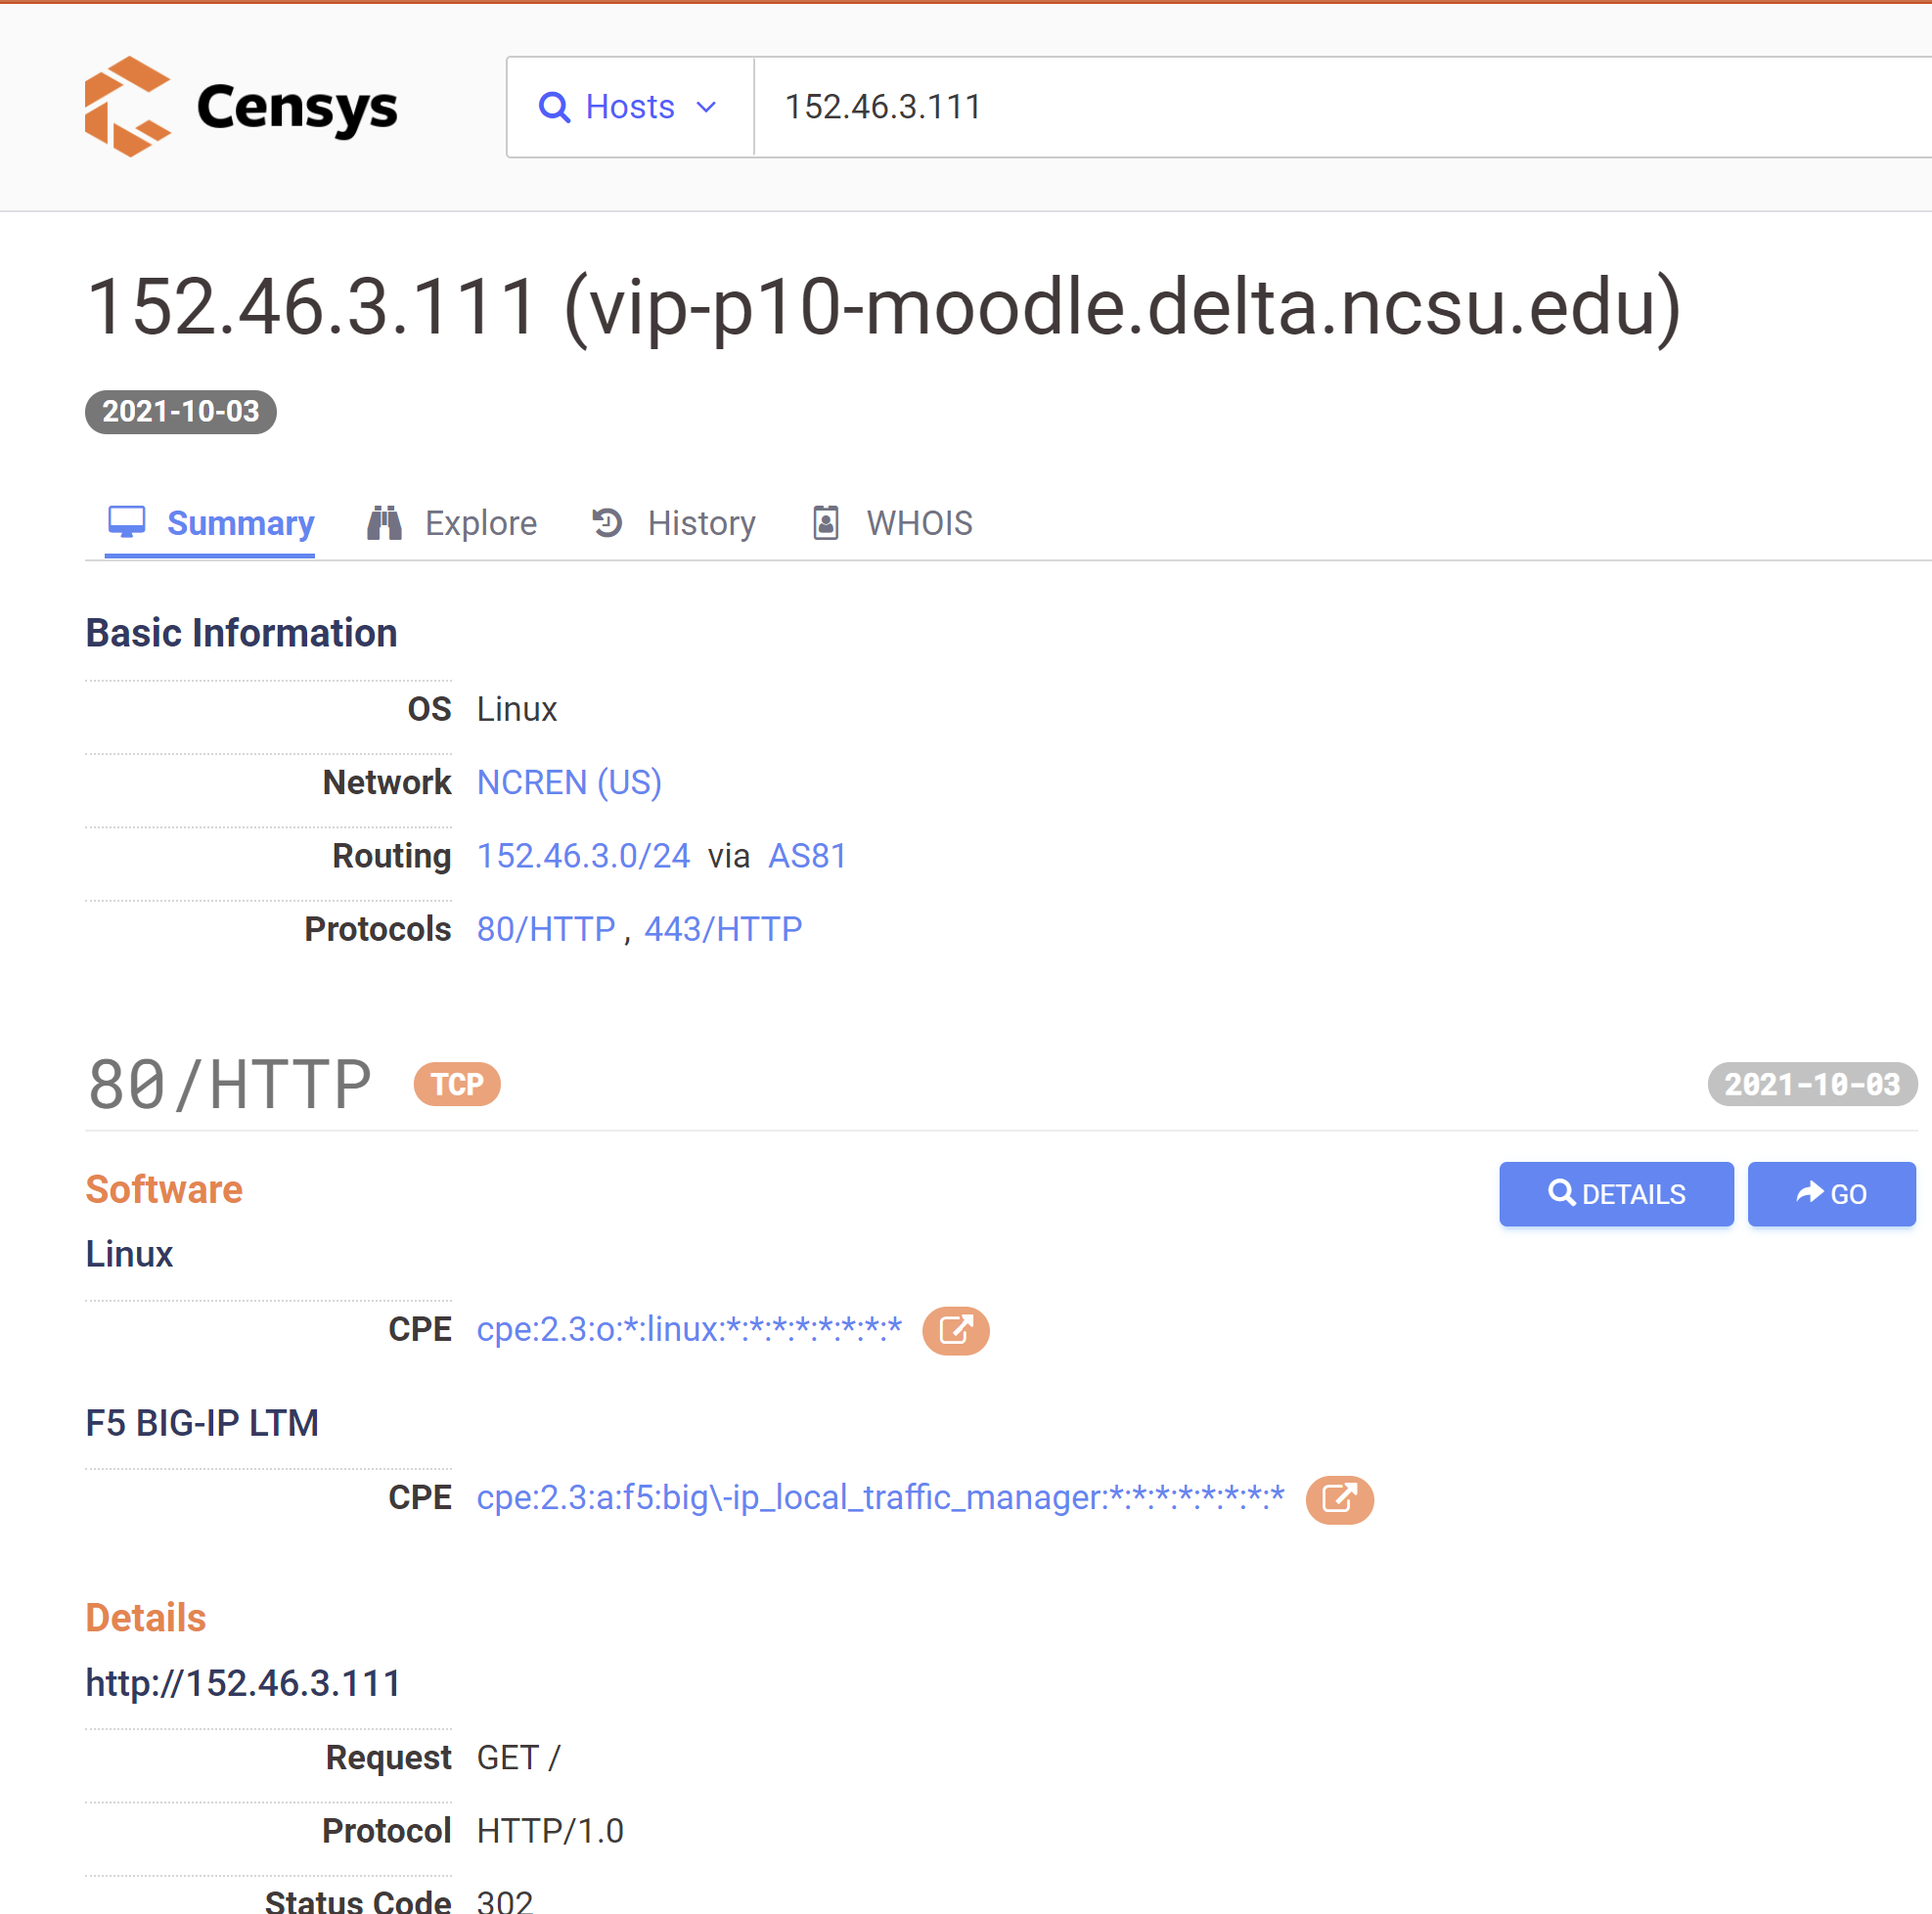 Censys Hosts 152.46.3.111
152.46.3.111 (vip-p10-moodle.delta.ncsu.edu)
2021-10-03
Summary Explore History WHOIS
Basic Information
OS Linux
Network NCREN (US)
Routing 152.46.3.0/24 via AS81
Protocols 80/HTTP , 443/HTTP
80/HTTP TCP 2021-10-03
Software DETAILS GO
Linux
CPE cpe:2.3:o:*:linux:*:*:*:*:*:*:*:*
F5 BIG-IP LTM
CPE cpe:2.3:a:f5:big\-ip_local_traffic_manager:*:*:*:*:*:*:*:*
Details
http://152.46.3.111
Request GET /
Protocol HTTP/1.0
Status Code 302